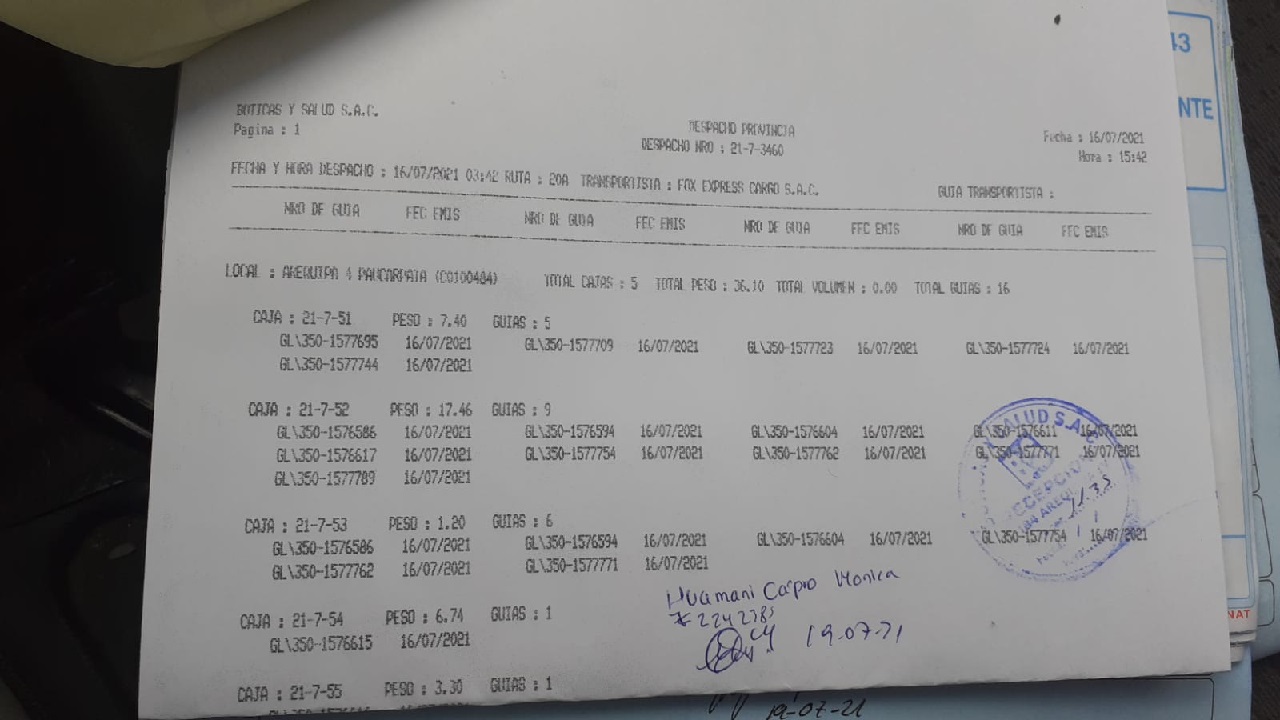 BOTICAS Y SALUD S.A.C.
Pagina : 1
DESPACHO PROVINCIA
DESPACHO NRO : 21-7-3460
Fecha : 16/07/2021
Hora : 15:42
FECHA Y HORA DESPACHO : 16/07/2021 03:42 RUTA : 20A TRANSPORTISTA : FOX EXPRESS CARGO S.A.C. GUIA TRANSPORTISTA :
NRO DE GUIA FEC EMIS NRO DE GUIA FEC EMIS NRO DE GUIA FEC EMIS NRO DE GUIA FEC EMIS
LOCAL : AREQUIPA 4 PAUCARPATA (C0100484) TOTAL CAJAS : 5 TOTAL PESO : 36.10 TOTAL VOLUMEN : 0.00 TOTAL GUIAS : 16
CAJA : 21-7-51 PESO : 7.40 GUIAS : 5
GL\350-1577695 16/07/2021 GL\350-1577709 16/07/2021 GL\350-1577723 16/07/2021 GL\350-1577724 16/07/2021
GL\350-1577744 16/07/2021
CAJA : 21-7-52 PESO : 17.46 GUIAS : 9
GL\350-1576586 16/07/2021 GL\350-1576594 16/07/2021 GL\350-1576604 16/07/2021 GL\350-1576611 16/07/2021
GL\350-1576617 16/07/2021 GL\350-1577754 16/07/2021 GL\350-1577762 16/07/2021 GL\350-1577771 16/07/2021
GL\350-1577789 16/07/2021
CAJA : 21-7-53 PESO : 1.20 GUIAS : 6
GL\350-1576586 16/07/2021 GL\350-1576594 16/07/2021 GL\350-1576604 16/07/2021 GL\350-1577754 16/07/2021
GL\350-1577762 16/07/2021 GL\350-1577771 16/07/2021
CAJA : 21-7-54 PESO : 6.74 GUIAS : 1
GL\350-1576615 16/07/2021
CAJA : 21-7-55 PESO : 3.30 GUIAS : 1
SALUD S.A.C.
RECEPCIO
Huamani Carpio Monica
19-07-21
19-07-21
43
NTE
NAT